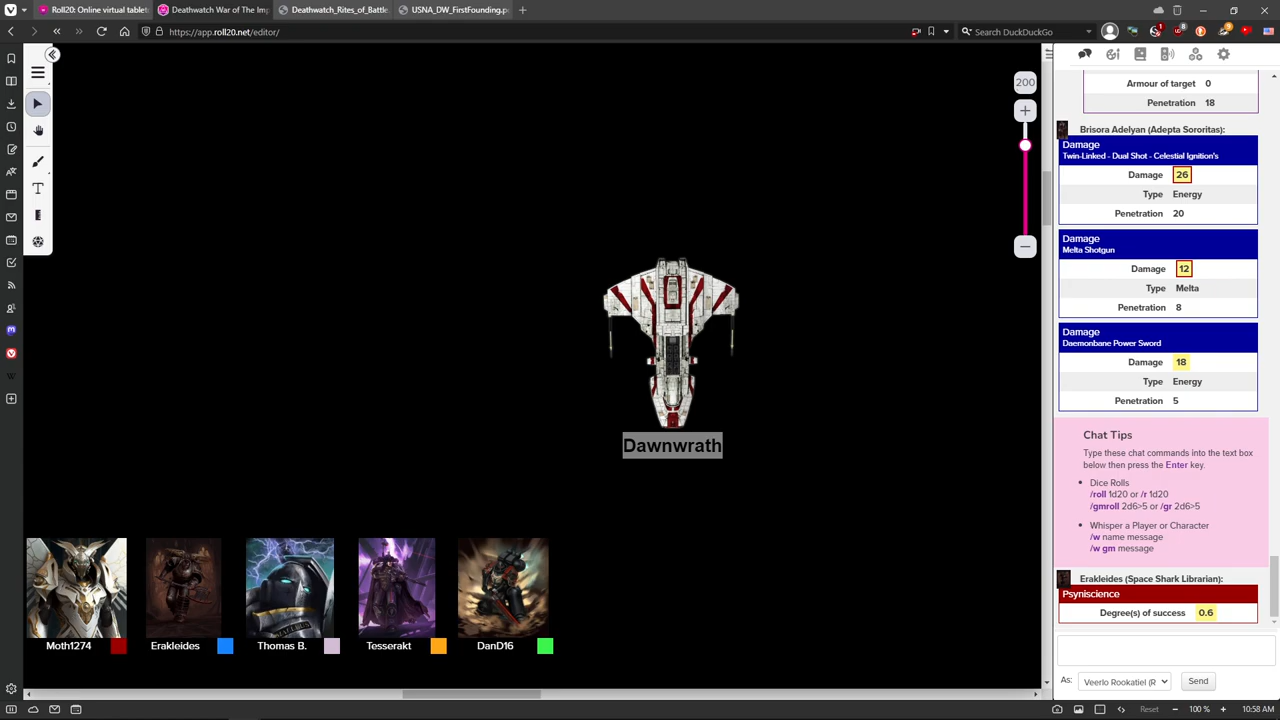 Roll20: Online virtual tablet
Deathwatch War of The Imp
Deathwatch_Rites_of_Battle
USNA_DW_FirstFounding.p
https://app.roll20.net/editor/
Search DuckDuckGo
200
Armour of target 0
Penetration 18
Brisora Adelyan (Adepta Sororitas):
Damage
Twin-Linked - Dual Shot - Celestial Ignition's
Damage 26
Type Energy
Penetration 20
Damage
Melta Shotgun
Damage 12
Type Melta
Penetration 8
Damage
Daemonbane Power Sword
Damage 18
Type Energy
Penetration 5
Dawnwrath
Chat Tips
Type these chat commands into the text box
below then press the Enter key.
Dice Rolls
/roll 1d20 or /r 1d20
/gmroll 2d6>5 or /gr 2d6>5
Whisper a Player or Character
/w name message
/w gm message
Erakleides (Space Shark Librarian):
Psyniscience
Degree(s) of success 0.6
Moth1274
Erakleides
Thomas B.
Tesserakt
DanD16
As: Veerlo Rookatiel (R
Send
Reset
100 %
10:58 AM